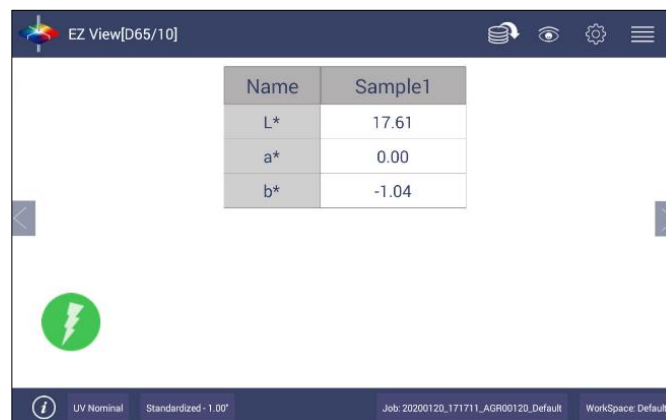 EZ View[D65/10]
Name Sample1
L* 17.61
a* 0.00
b* -1.04
i UV Nominal Standardized - 1.00" Job: 20200120_171711_AGR00120_Default WorkSpace: Default